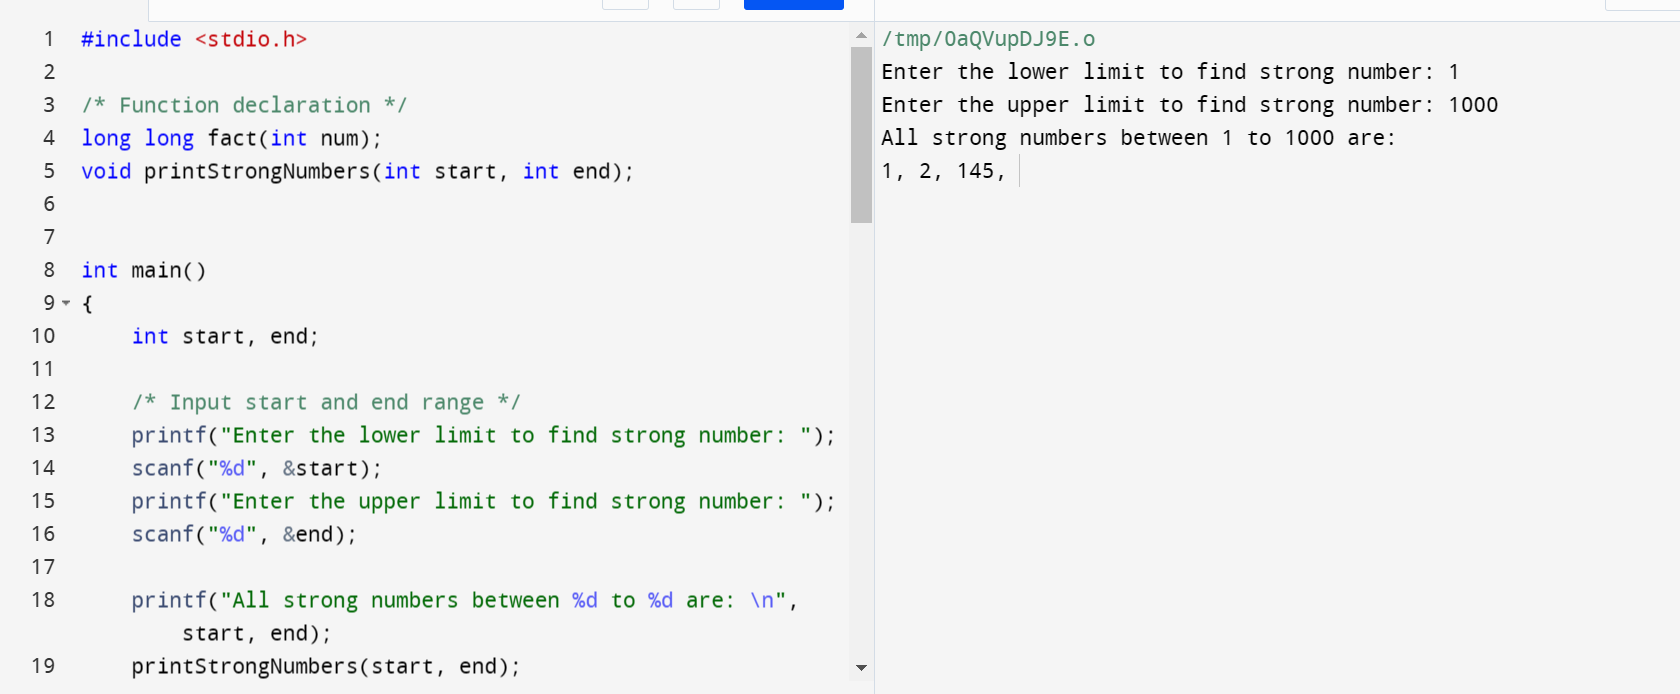 1 #include <stdio.h>
2
3 /* Function declaration */
4 long long fact(int num);
5 void printStrongNumbers(int start, int end);
6
7
8 int main()
9 {
10 int start, end;
11
12 /* Input start and end range */
13 printf("Enter the lower limit to find strong number: ");
14 scanf("%d", &start);
15 printf("Enter the upper limit to find strong number: ");
16 scanf("%d", &end);
17
18 printf("All strong numbers between %d to %d are: \n",
start, end);
19 printStrongNumbers(start, end);
/tmp/0aQVupDJ9E.o
Enter the lower limit to find strong number: 1
Enter the upper limit to find strong number: 1000
All strong numbers between 1 to 1000 are:
1, 2, 145,